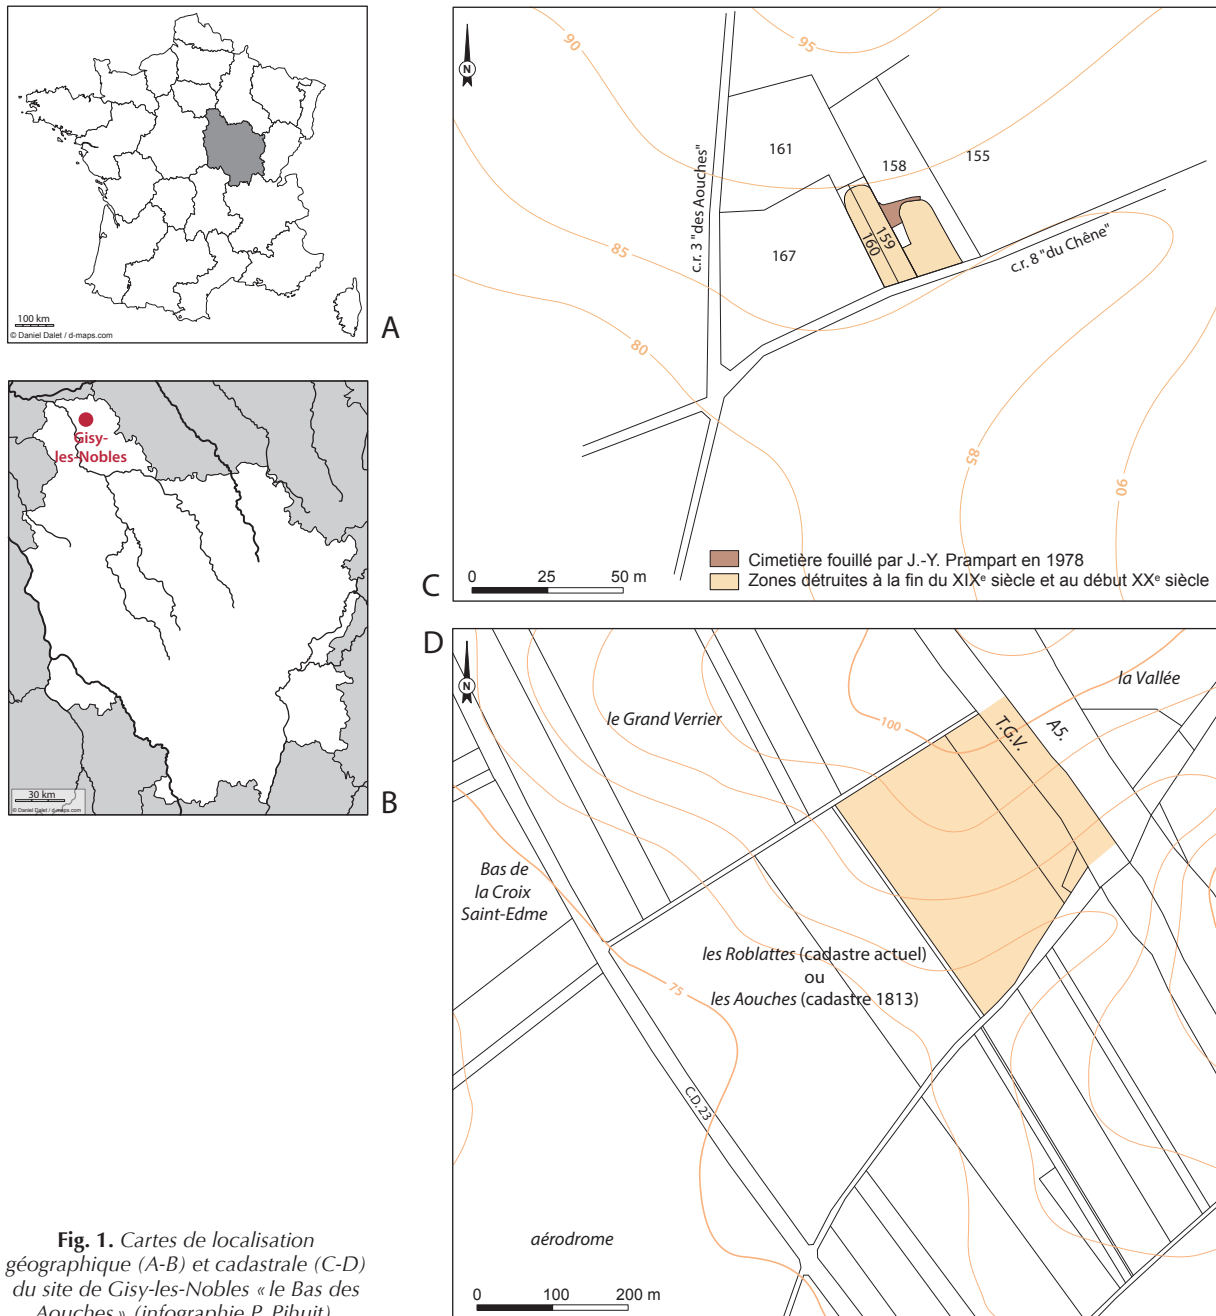 100 km
© Daniel Dalet / d-maps.com
A
Gisy-
les-Nobles
30 km
© Daniel Dalet / d-maps.com
B
Fig. 1. Cartes de localisation
géographique (A-B) et cadastrale (C-D)
du site de Gisy-les-Nobles « le Bas des
Aouches » (infographie P. Pihuit)
N
90
95
161
158
155
c.r. 3 "des Aouches"
159
160
167
c.r. 8 "du Chêne"
85
80
85
90
Cimetière fouillé par J.-Y. Prampart en 1978
Zones détruites à la fin du XIXe siècle et au début XXe siècle
0 25 50 m
C
D
N
la Vallée
le Grand Verrier
100
T.G.V.
A5.
Bas de
la Croix
Saint-Edme
les Roblattes (cadastre actuel)
ou
les Aouches (cadastre 1813)
75
C.D. 23
aérodrome
0 100 200 m